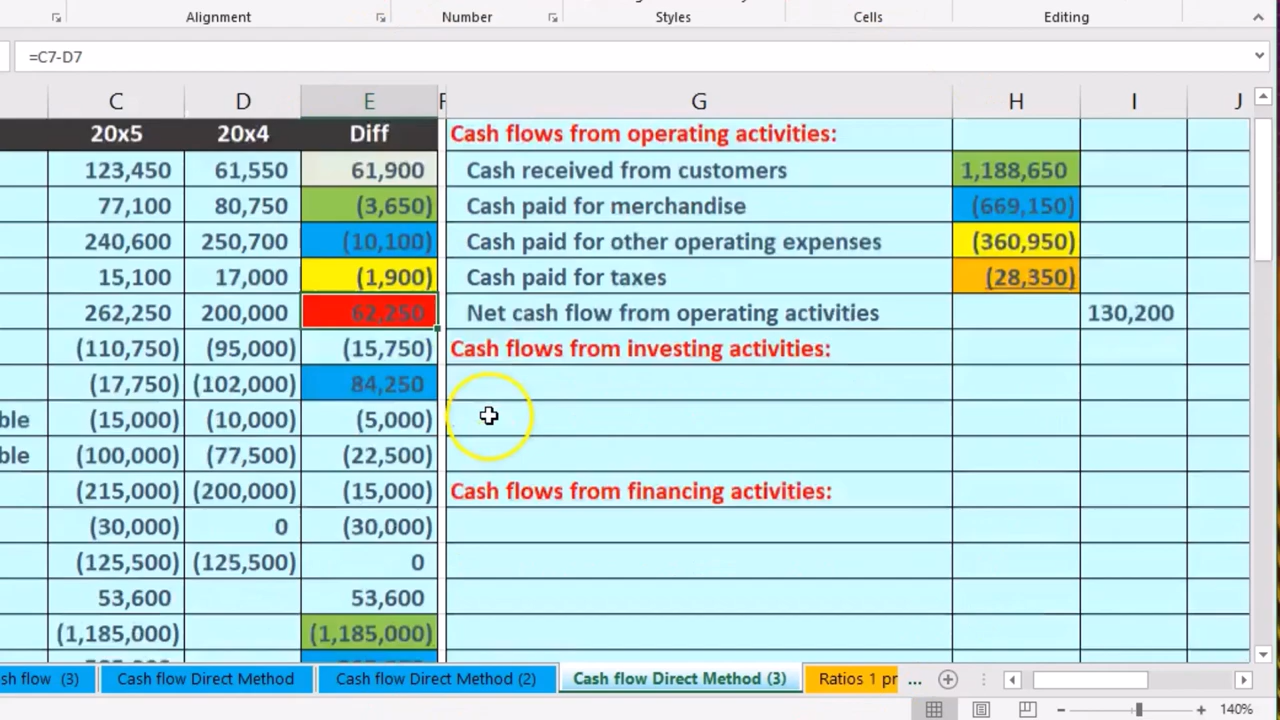 Alignment Number Styles Cells Editing
=C7-D7
C D E F G H I J
20x5 20x4 Diff Cash flows from operating activities:
123,450 61,550 61,900 Cash received from customers 1,188,650
77,100 80,750 (3,650) Cash paid for merchandise (669,150)
240,600 250,700 (10,100) Cash paid for other operating expenses (360,950)
15,100 17,000 (1,900) Cash paid for taxes (28,350)
262,250 200,000 62,250 Net cash flow from operating activities 130,200
(110,750) (95,000) (15,750) Cash flows from investing activities:
(17,750) (102,000) 84,250
ble (15,000) (10,000) (5,000)
ble (100,000) (77,500) (22,500)
(215,000) (200,000) (15,000) Cash flows from financing activities:
(30,000) 0 (30,000)
(125,500) (125,500) 0
53,600 53,600
(1,185,000) (1,185,000)
sh flow (3) Cash flow Direct Method Cash flow Direct Method (2) Cash flow Direct Method (3) Ratios 1 pr ...
140%